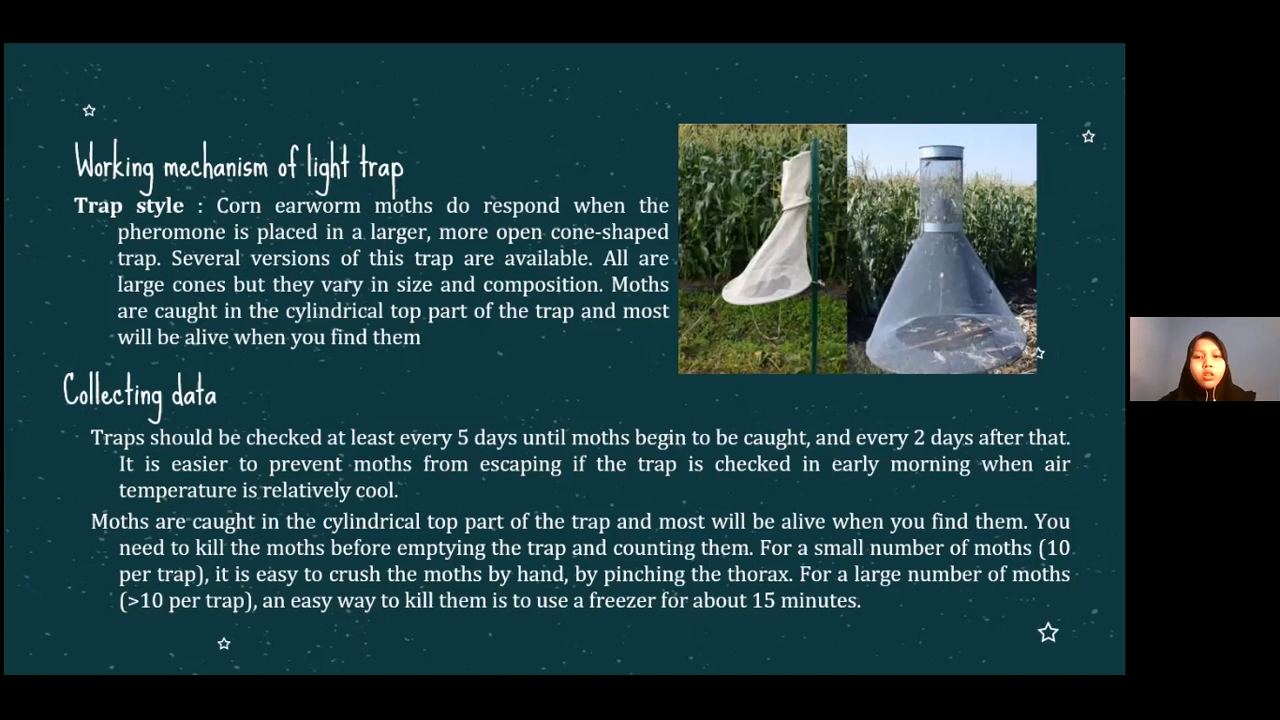 Working mechanism of light trap
Trap style : Corn earworm moths do respond when the
pheromone is placed in a larger, more open cone-shaped
trap. Several versions of this trap are available. All are
large cones but they vary in size and composition. Moths
are caught in the cylindrical top part of the trap and most
will be alive when you find them
Collecting data
Traps should be checked at least every 5 days until moths begin to be caught, and every 2 days after that.
It is easier to prevent moths from escaping if the trap is checked in early morning when air
temperature is relatively cool.
Moths are caught in the cylindrical top part of the trap and most will be alive when you find them. You
need to kill the moths before emptying the trap and counting them. For a small number of moths (10
per trap), it is easy to crush the moths by hand, by pinching the thorax. For a large number of moths
(>10 per trap), an easy way to kill them is to use a freezer for about 15 minutes.